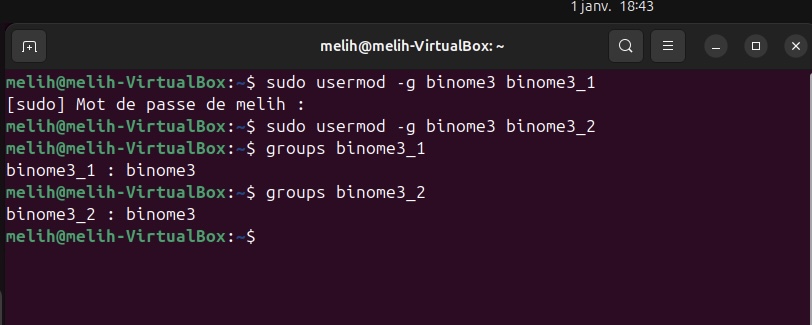 1 janv. 18:43
melih@melih-VirtualBox: ~
melih@melih-VirtualBox:~$ sudo usermod -g binome3 binome3_1
[sudo] Mot de passe de melih :
melih@melih-VirtualBox:~$ sudo usermod -g binome3 binome3_2
melih@melih-VirtualBox:~$ groups binome3_1
binome3_1 : binome3
melih@melih-VirtualBox:~$ groups binome3_2
binome3_2 : binome3
melih@melih-VirtualBox:~$